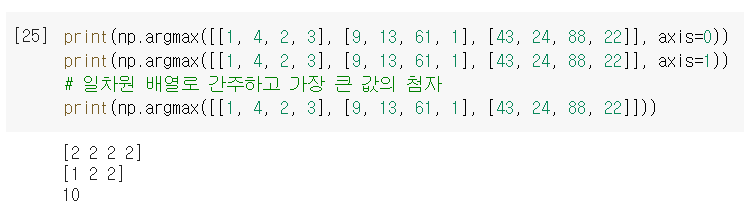 [25] print(np.argmax([[1, 4, 2, 3], [9, 13, 61, 1], [43, 24, 88, 22]], axis=0))
print(np.argmax([[1, 4, 2, 3], [9, 13, 61, 1], [43, 24, 88, 22]], axis=1))
# 일차원 배열로 간주하고 가장 큰 값의 첨자
print(np.argmax([[1, 4, 2, 3], [9, 13, 61, 1], [43, 24, 88, 22]]))
[2 2 2 2]
[1 2 2]
10